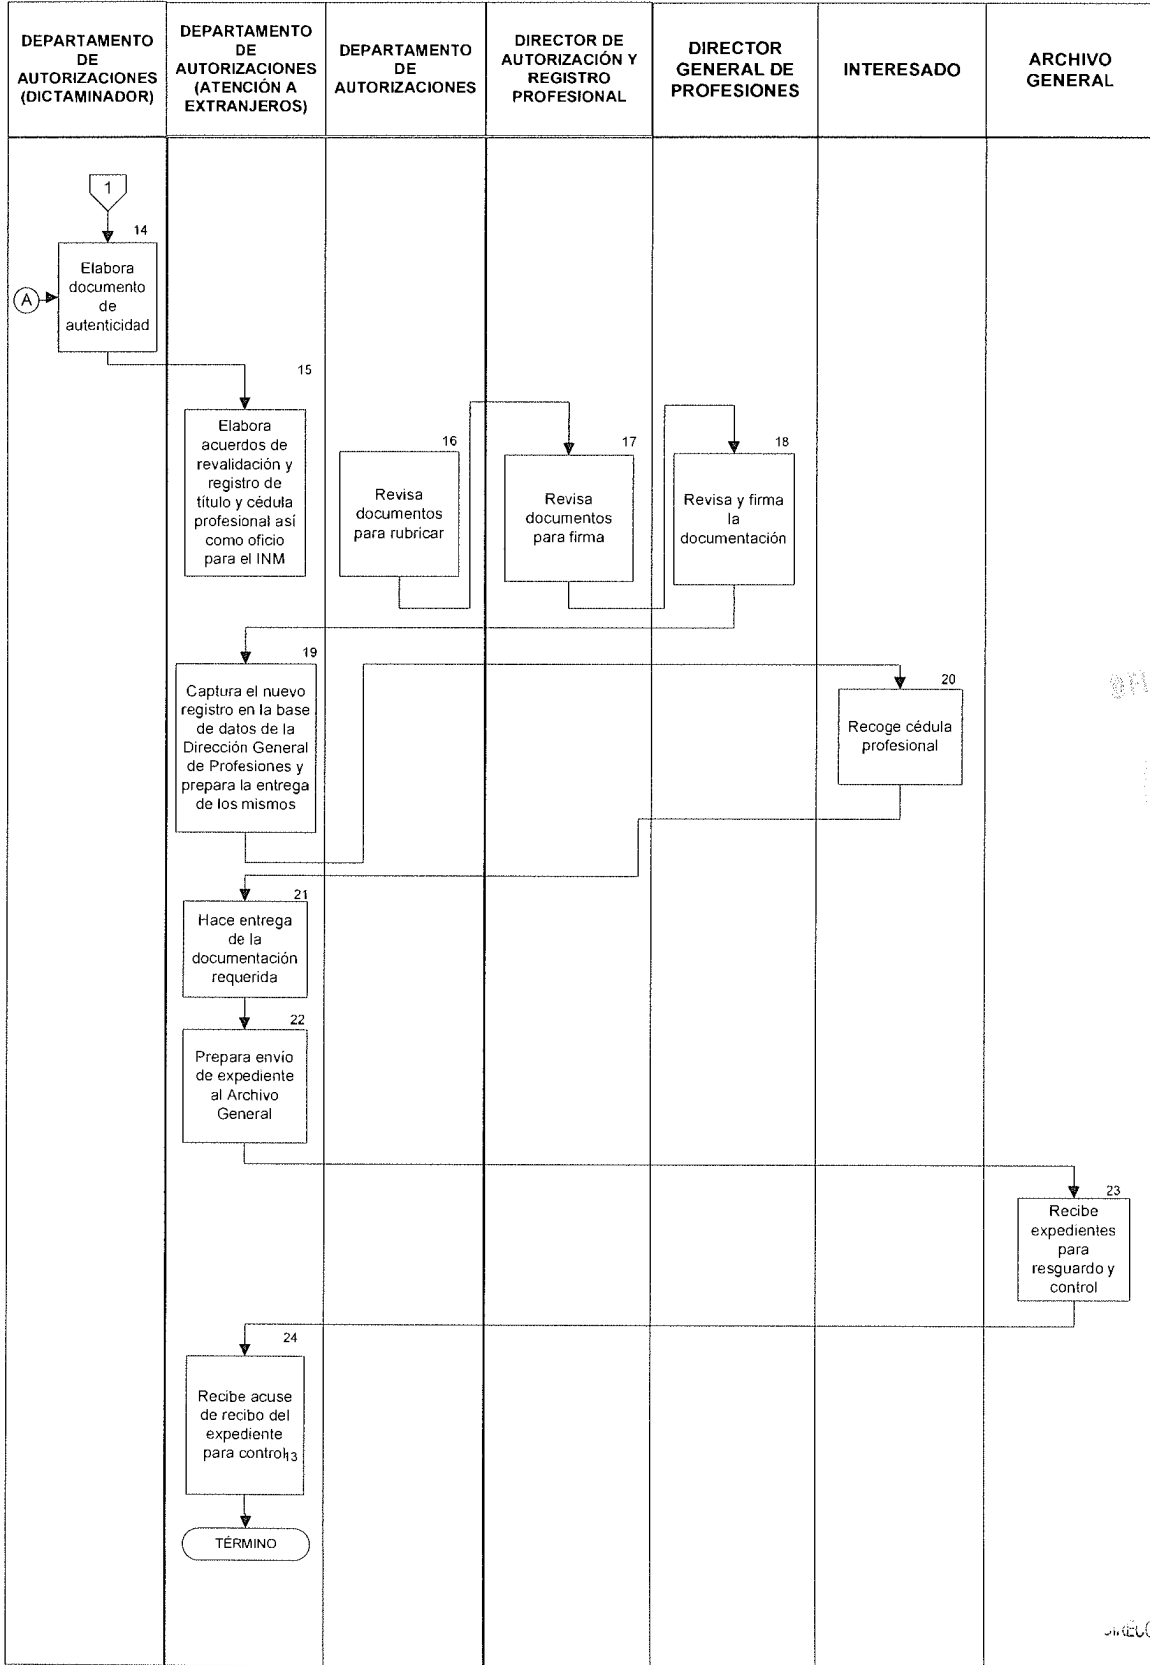 DEPARTAMENTO
DE
AUTORIZACIONES
(DICTAMINADOR)
DEPARTAMENTO
DE
AUTORIZACIONES
(ATENCIÓN A
EXTRANJEROS)
DEPARTAMENTO
DE
AUTORIZACIONES
DIRECTOR DE
AUTORIZACIÓN Y
REGISTRO
PROFESIONAL
DIRECTOR
GENERAL DE
PROFESIONES
INTERESADO
ARCHIVO
GENERAL
1
14
Elabora
documento
de
autenticidad
A
15
Elabora
acuerdos de
revalidación y
registro de
título y cédula
profesional así
como oficio
para el INM
16
Revisa
documentos
para rubricar
17
Revisa
documentos
para firma
18
Revisa y firma
la
documentación
19
Captura el nuevo
registro en la base
de datos de la
Dirección General
de Profesiones y
prepara la entrega
de los mismos
20
Recoge cédula
profesional
21
Hace entrega
de la
documentación
requerida
22
Prepara envío
de expediente
al Archivo
General
23
Recibe
expedientes
para
resguardo y
control
24
Recibe acuse
de recibo del
expediente
para control13
TÉRMINO